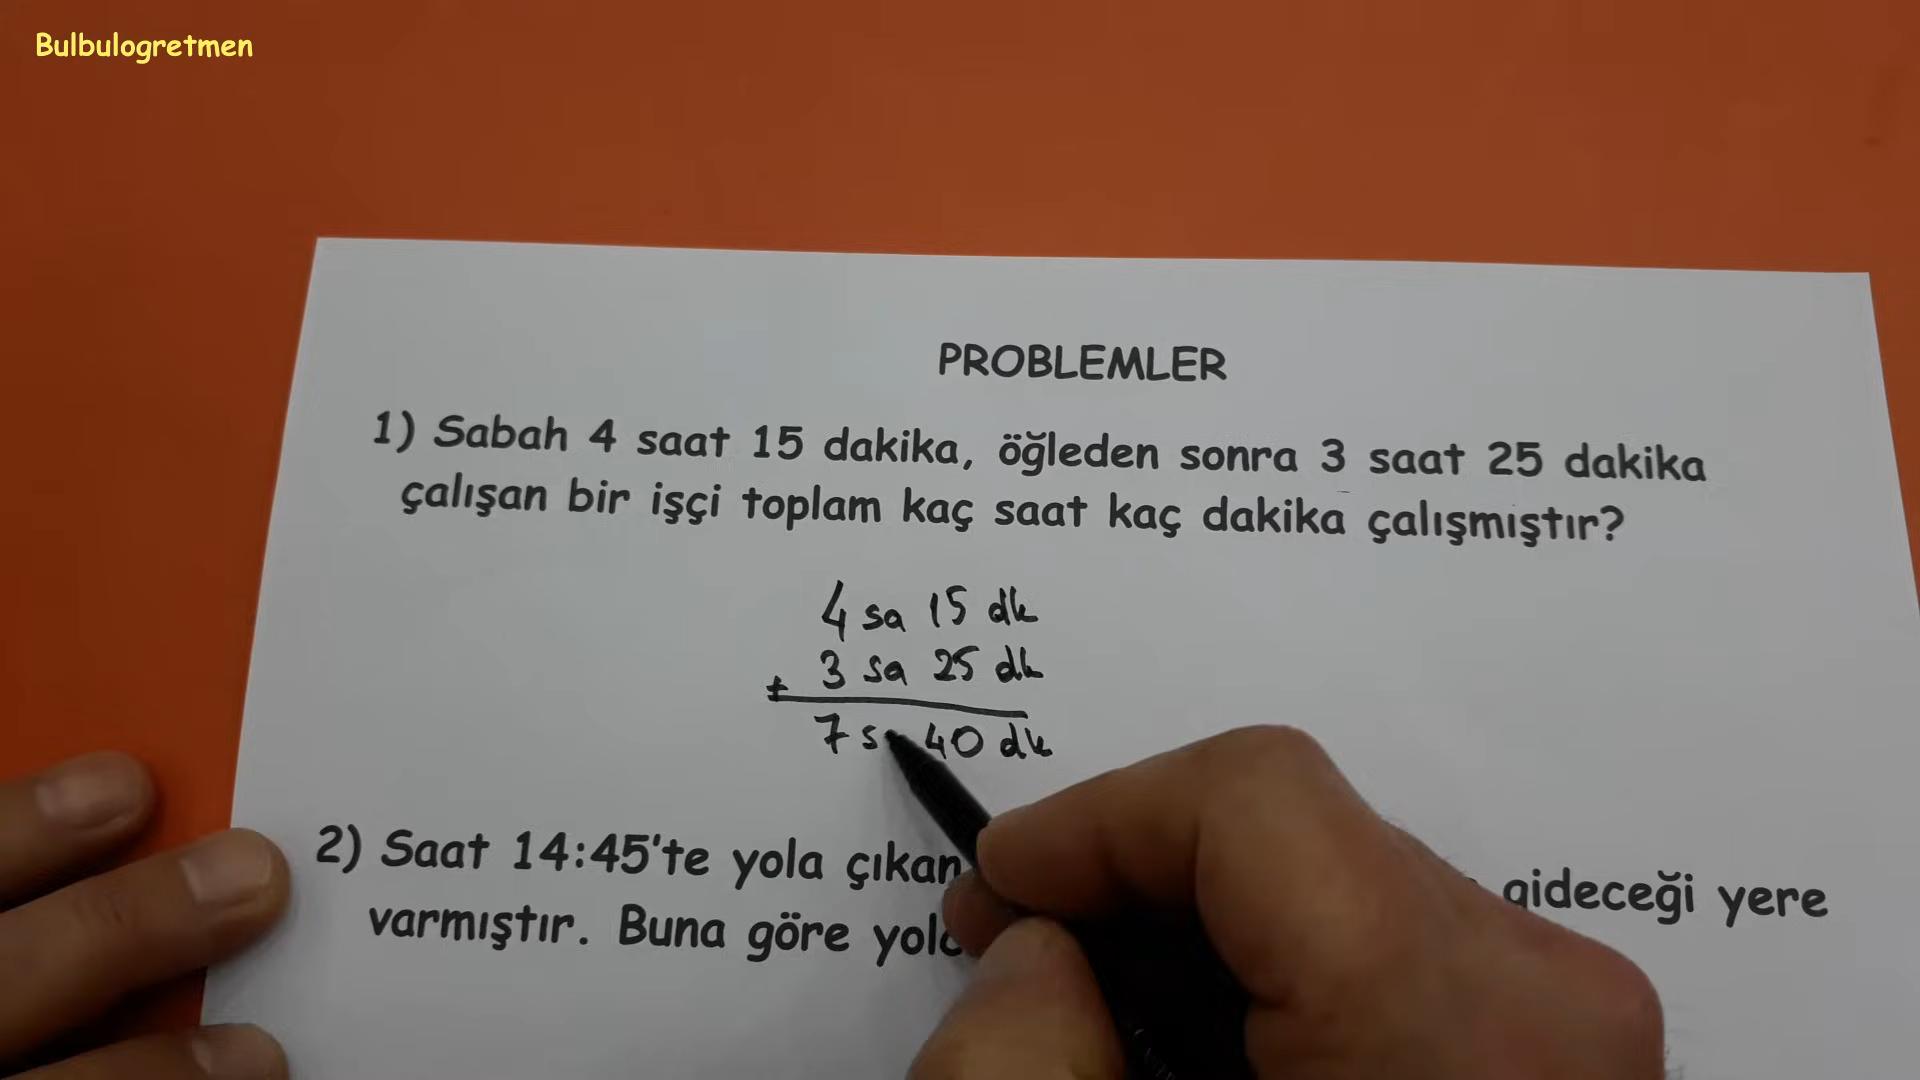 Bulbulogretmen
PROBLEMLER
1) Sabah 4 saat 15 dakika, öğleden sonra 3 saat 25 dakika
çalışan bir işçi toplam kaç saat kaç dakika çalışmıştır?
4 sa 15 dk
3 sa 25 dk
+
7 40 dk
2) Saat 14:45'te yola çıkan gideceği yere
varmıştır. Buna göre